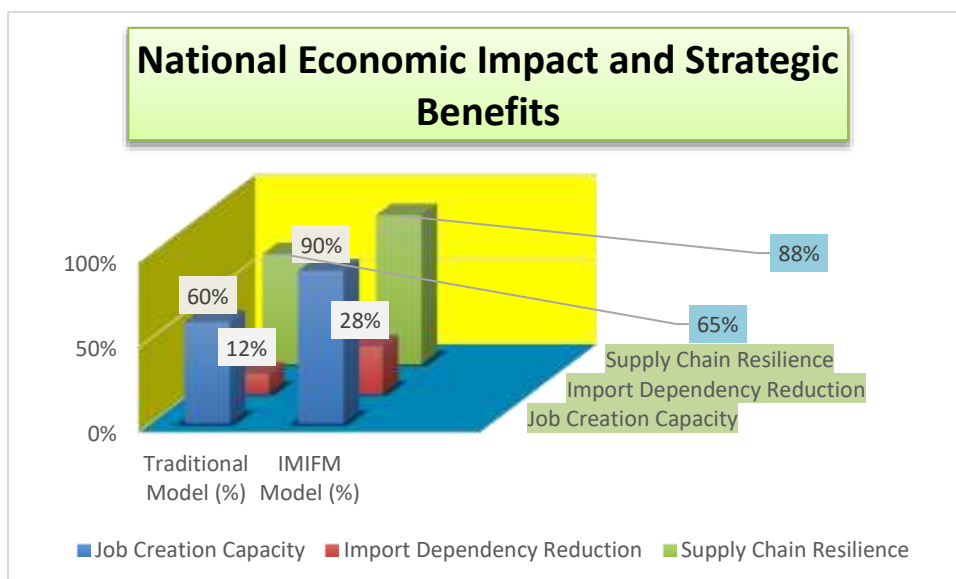 National Economic Impact and Strategic
Benefits
100%
50%
0%
60%
12%
90%
28%
88%
65%
Supply Chain Resilience
Import Dependency Reduction
Job Creation Capacity
Traditional
Model (%)
IMIFM
Model (%)
Job Creation Capacity
Import Dependency Reduction
Supply Chain Resilience